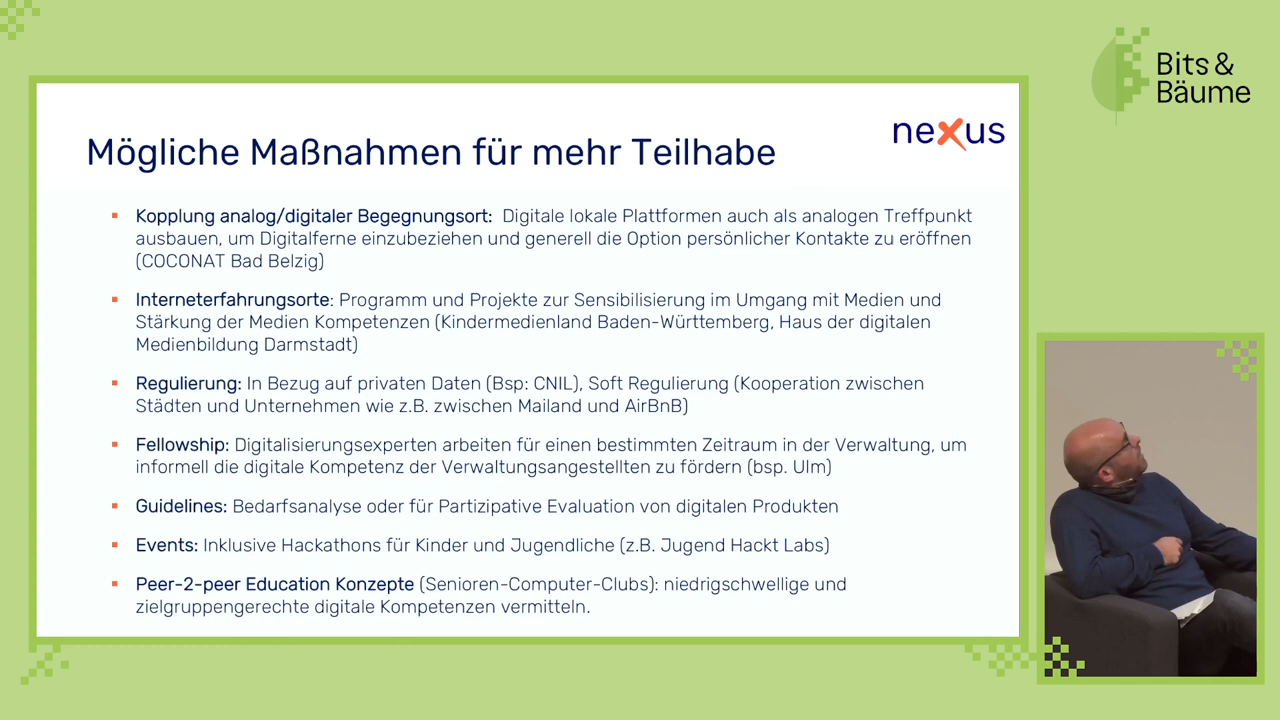 Bits &
Bäume
nexus
Mögliche Maßnahmen für mehr Teilhabe
▪ Kopplung analog/digitaler Begegnungsort: Digitale lokale Plattformen auch als analogen Treffpunkt
ausbauen, um Digitalferne einzubeziehen und generell die Option persönlicher Kontakte zu eröffnen
(COCONAT Bad Belzig)
▪ Interneterfahrungsorte: Programm und Projekte zur Sensibilisierung im Umgang mit Medien und
Stärkung der Medien Kompetenzen (Kindermedienland Baden-Württemberg, Haus der digitalen
Medienbildung Darmstadt)
▪ Regulierung: In Bezug auf privaten Daten (Bsp: CNIL), Soft Regulierung (Kooperation zwischen
Städten und Unternehmen wie z.B. zwischen Mailand und AirBnB)
▪ Fellowship: Digitalisierungsexperten arbeiten für einen bestimmten Zeitraum in der Verwaltung, um
informell die digitale Kompetenz der Verwaltungsangestellten zu fördern (bsp. Ulm)
▪ Guidelines: Bedarfsanalyse oder für Partizipative Evaluation von digitalen Produkten
▪ Events: Inklusive Hackathons für Kinder und Jugendliche (z.B. Jugend Hackt Labs)
▪ Peer-2-peer Education Konzepte (Senioren-Computer-Clubs): niedrigschwellige und
zielgruppengerechte digitale Kompetenzen vermitteln.